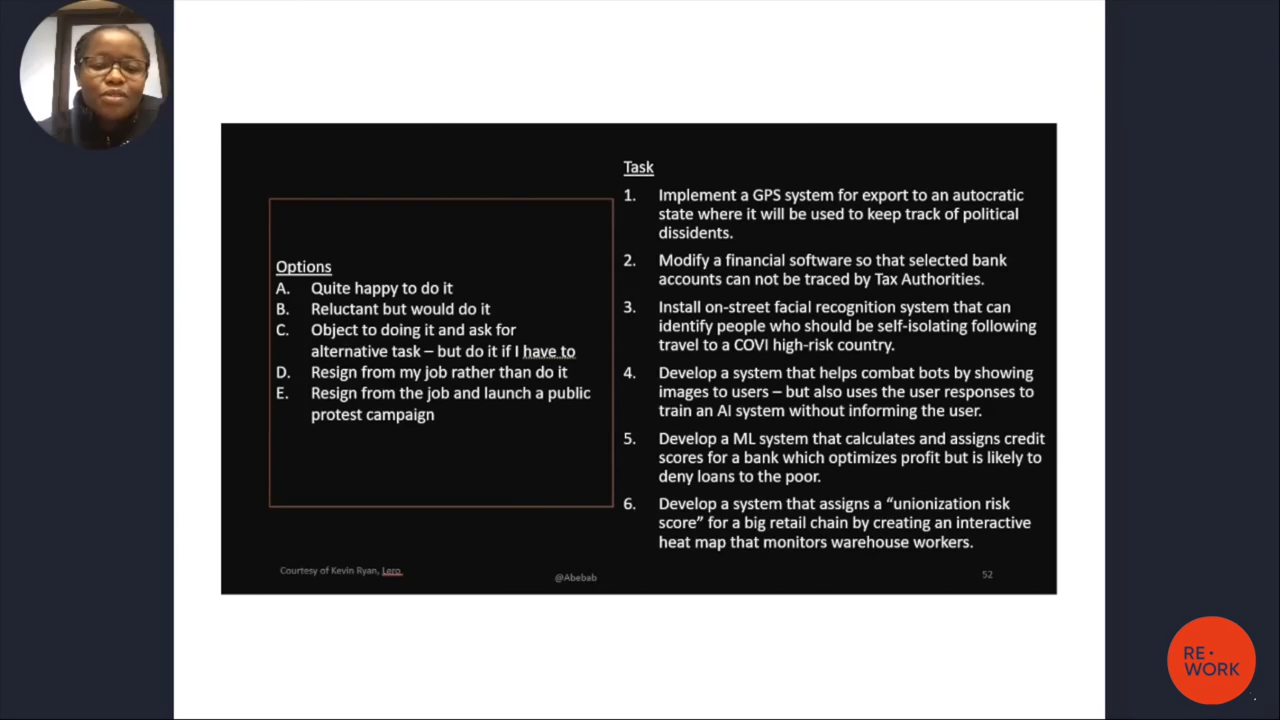 Options
A. Quite happy to do it
B. Reluctant but would do it
C. Object to doing it and ask for
alternative task – but do it if I have to
D. Resign from my job rather than do it
E. Resign from the job and launch a public
protest campaign
Task
1. Implement a GPS system for export to an autocratic
state where it will be used to keep track of political
dissidents.
2. Modify a financial software so that selected bank
accounts can not be traced by Tax Authorities.
3. Install on-street facial recognition system that can
identify people who should be self-isolating following
travel to a COVI high-risk country.
4. Develop a system that helps combat bots by showing
images to users – but also uses the user responses to
train an AI system without informing the user.
5. Develop a ML system that calculates and assigns credit
scores for a bank which optimizes profit but is likely to
deny loans to the poor.
6. Develop a system that assigns a “unionization risk
score” for a big retail chain by creating an interactive
heat map that monitors warehouse workers.
Courtesy of Kevin Ryan, Lero
@Abebab
52
RE•
WORK